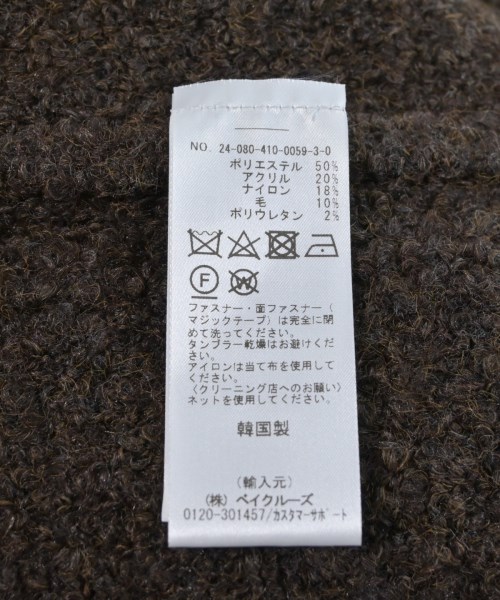 NO. 24-080-410-0059-3-0
ポリエステル 50%
アクリル 20%
ナイロン 18%
毛 10%
ポリウレタン 2%
F W
ファスナー・面ファスナー(
マジックテープ)は完全に閉
めて洗ってください。
タンブラー乾燥はお避けくだ
さい。
アイロンは当て布を使用して
ください。
(クリーニング店へのお願い)
ネットを使用してください。
韓国製
(輸入元)
(株) ベイクルーズ
0120-301457/カスタマーサポート